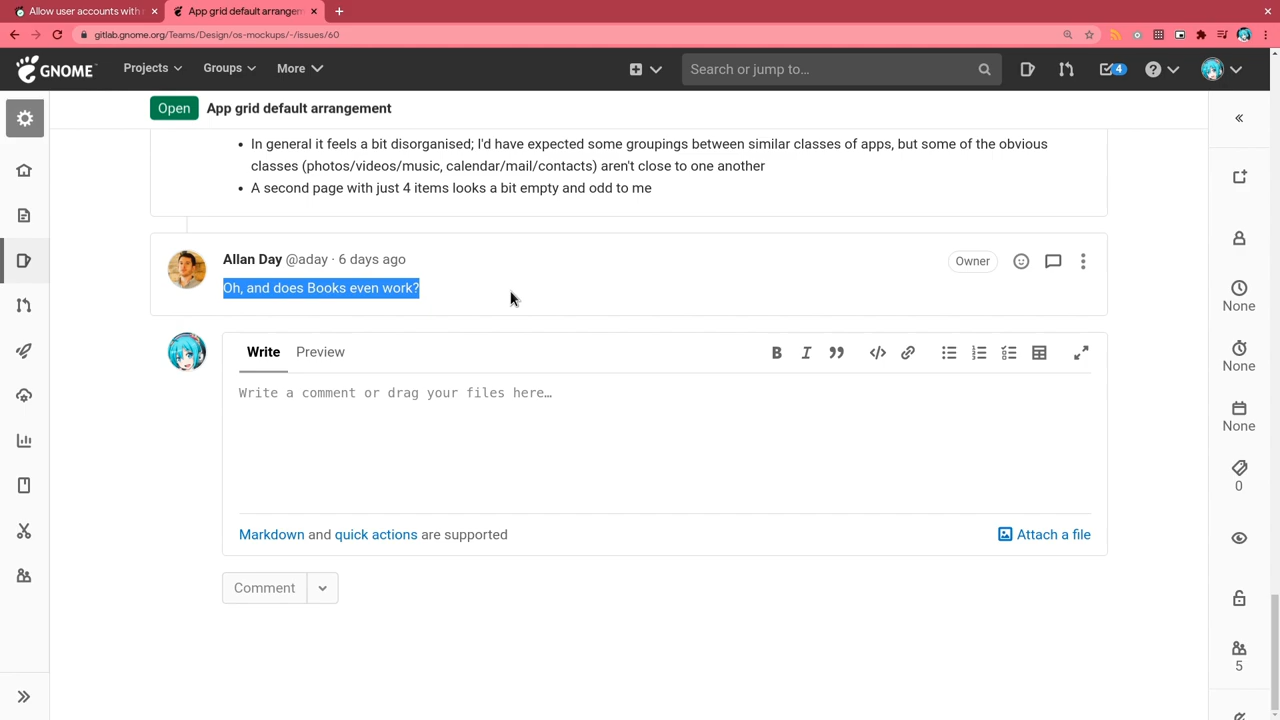 Allow user accounts with
App grid default arrangem
gitlab.gnome.org/Teams/Design/os-mockups/-/issues/60
GNOME
Projects
Groups
More
Search or jump to...
4
Open
App grid default arrangement
In general it feels a bit disorganised; I'd have expected some groupings between similar classes of apps, but some of the obvious
classes (photos/videos/music, calendar/mail/contacts) aren't close to one another
A second page with just 4 items looks a bit empty and odd to me
Allan Day @aday · 6 days ago
Owner
Oh, and does Books even work?
None
Write
Preview
None
Write a comment or drag your files here...
None
0
Markdown and quick actions are supported
Attach a file
Comment
5